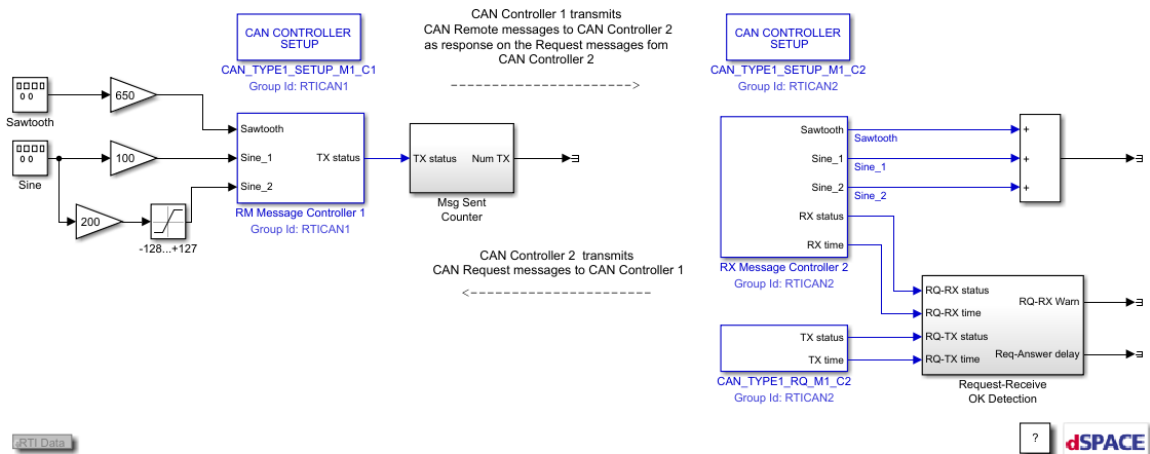 CAN CONTROLLER
SETUP
CAN_TYPE1_SETUP_M1_C1
Group Id: RTICAN1
CAN Controller 1 transmits
CAN Remote messages to CAN Controller 2
as response on the Request messages fom
CAN Controller 2
-------------------->
CAN CONTROLLER
SETUP
CAN_TYPE1_SETUP_M1_C2
Group Id: RTICAN2
Sawtooth
650
Sine
100
200
-128...+127
Sawtooth
Sine_1
Sine_2
TX status
RM Message Controller 1
Group Id: RTICAN1
TX status
Num TX
Msg Sent
Counter
Sawtooth
Sine_1
Sine_2
RX status
RX time
RX Message Controller 2
Group Id: RTICAN2
Sawtooth
Sine_1
Sine_2
+
+
+
CAN Controller 2  transmits
CAN Request messages to CAN Controller 1
<--------------------
TX status
TX time
CAN_TYPE1_RQ_M1_C2
Group Id: RTICAN2
RQ-RX status
RQ-RX time
RQ-TX status
RQ-TX time
RQ-RX Warn
Req-Answer delay
Request-Receive
OK Detection
RTI Data
?
dSPACE